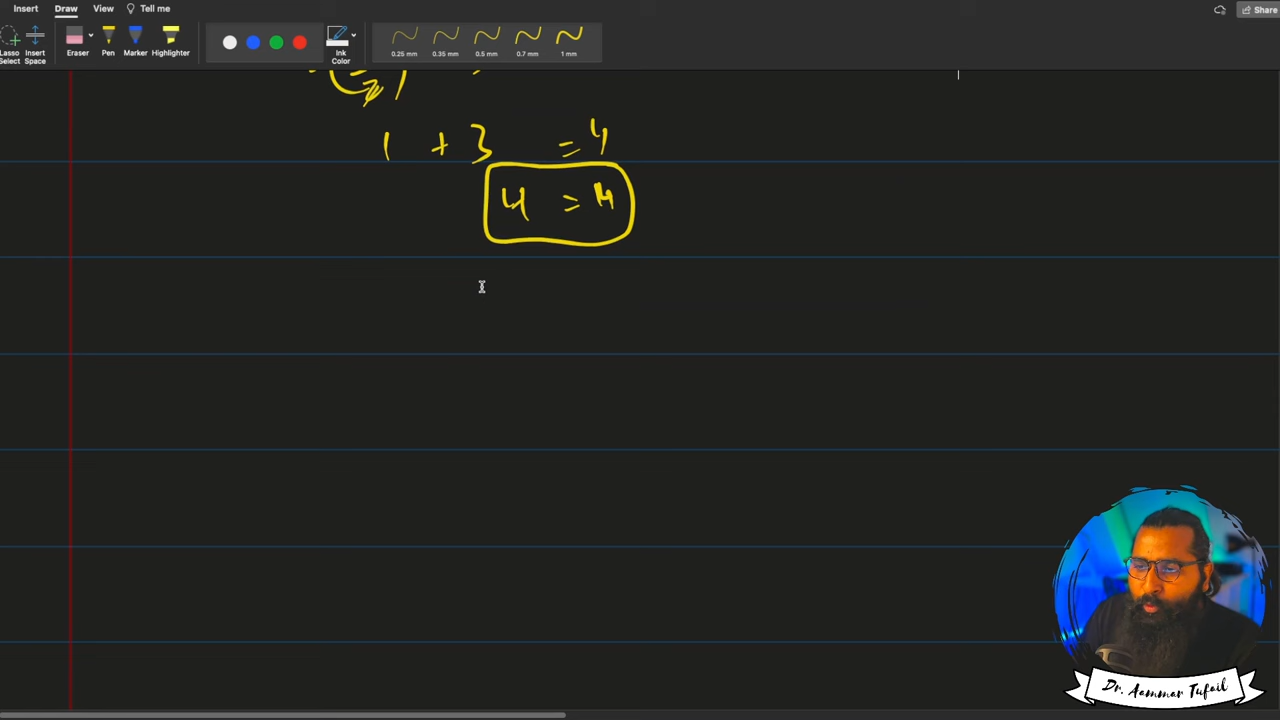 Insert Draw View Tell me
Share
Lasso Select Insert Space Eraser Pen Marker Highlighter Ink Color 0.25 mm 0.35 mm 0.5 mm 0.7 mm 1 mm
1 + 3 = 4
4 = 4
Dr. Aammar Tufail